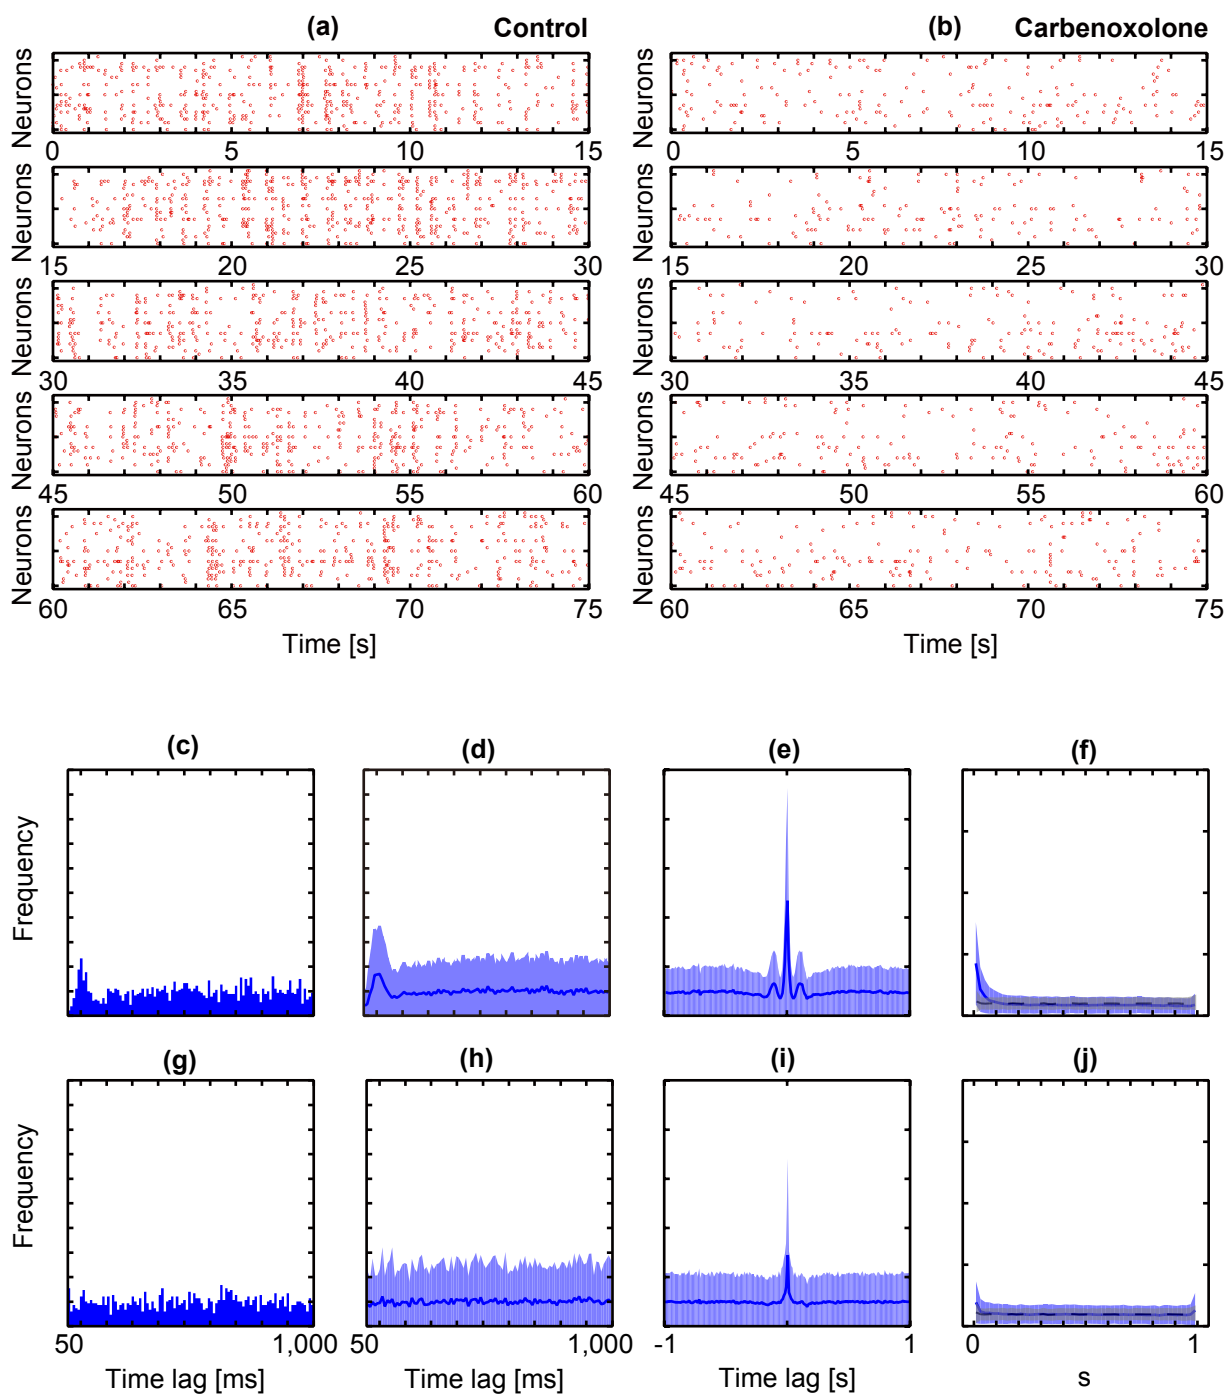 (a) Control
(b) Carbenoxolone
Neurons
0 5 10 15
Neurons
0 5 10 15
Neurons
15 20 25 30
Neurons
15 20 25 30
Neurons
30 35 40 45
Neurons
30 35 40 45
Neurons
45 50 55 60
Neurons
45 50 55 60
Neurons
60 65 70 75
Neurons
60 65 70 75
Time [s]
Time [s]
(c) (d) (e) (f)
Frequency
(g) (h) (i) (j)
Frequency
50 1,000
50 1,000
-1 1
0 1
Time lag [ms]
Time lag [ms]
Time lag [s]
s